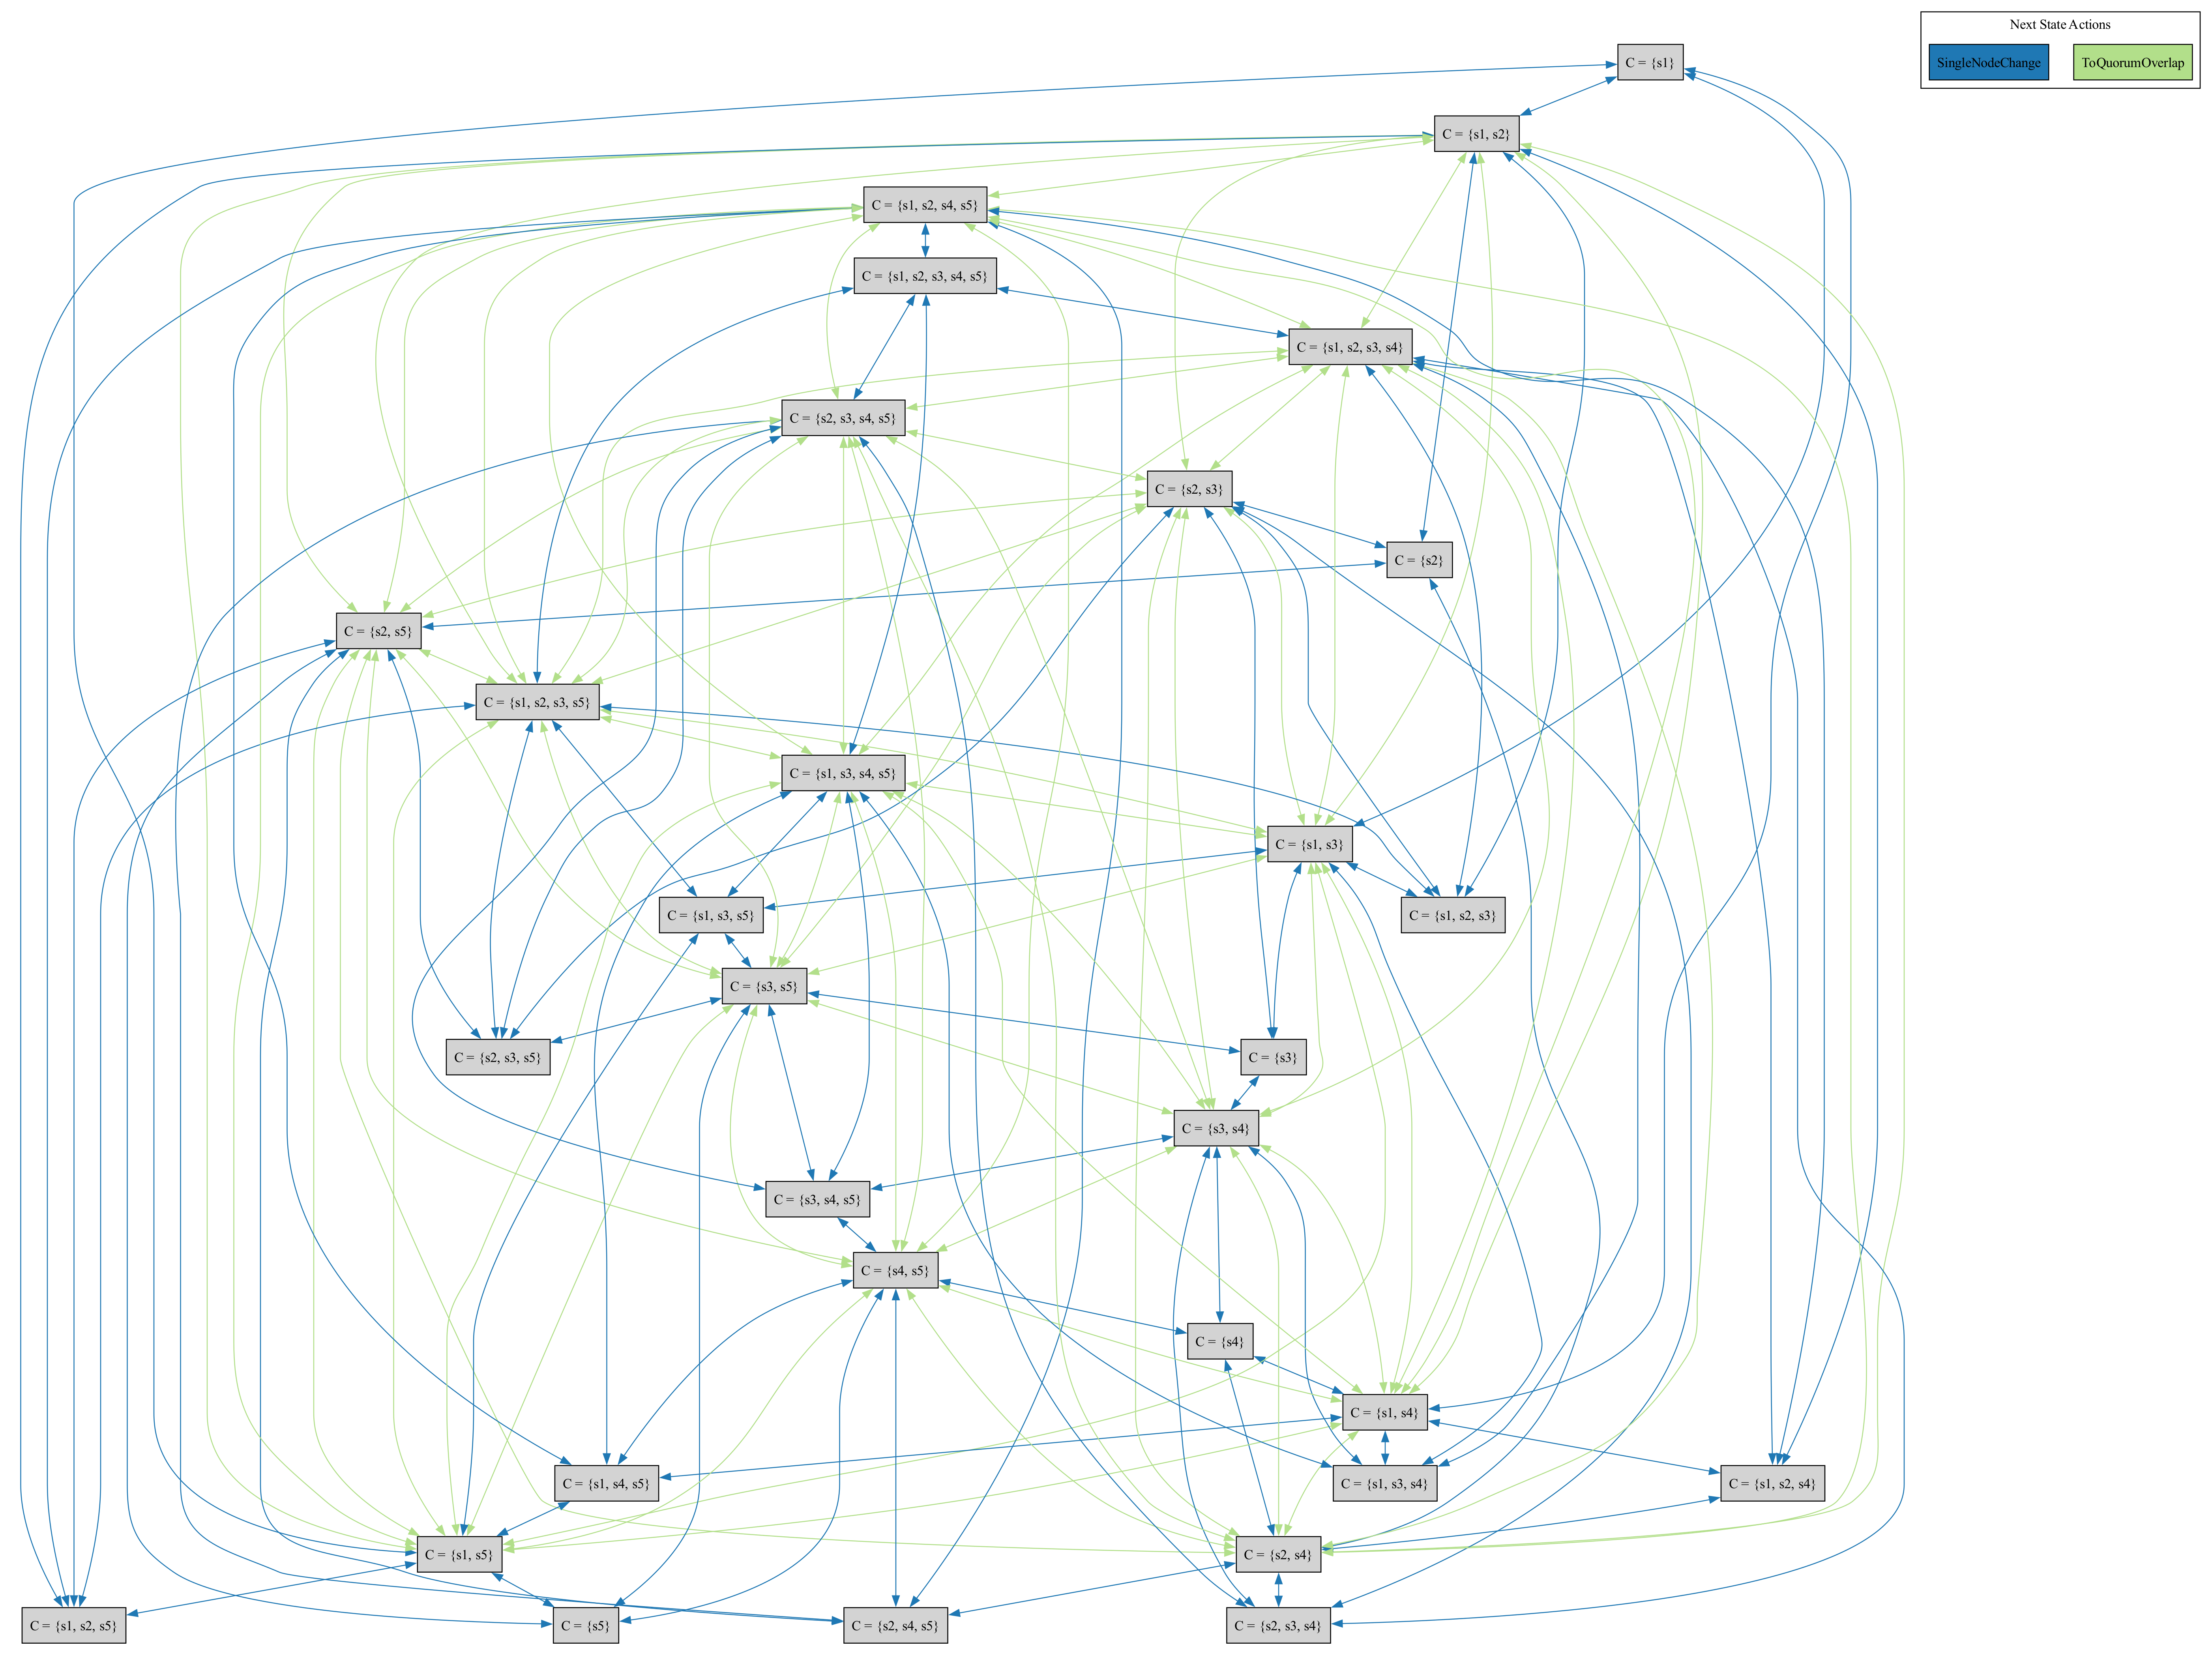 Next State Actions
SingleNodeChange
ToQuorumOverlap
C = {s1}
C = {s1, s2}
C = {s1, s2, s4, s5}
C = {s1, s2, s3, s4, s5}
C = {s1, s2, s3, s4}
C = {s2, s3, s4, s5}
C = {s2, s3}
C = {s2}
C = {s2, s5}
C = {s1, s2, s3, s5}
C = {s1, s3, s4, s5}
C = {s1, s3}
C = {s1, s3, s5}
C = {s1, s2, s3}
C = {s3, s5}
C = {s2, s3, s5}
C = {s3}
C = {s3, s4}
C = {s3, s4, s5}
C = {s4, s5}
C = {s4}
C = {s1, s4}
C = {s1, s4, s5}
C = {s1, s3, s4}
C = {s1, s2, s4}
C = {s1, s5}
C = {s2, s4}
C = {s1, s2, s5}
C = {s5}
C = {s2, s4, s5}
C = {s2, s3, s4}